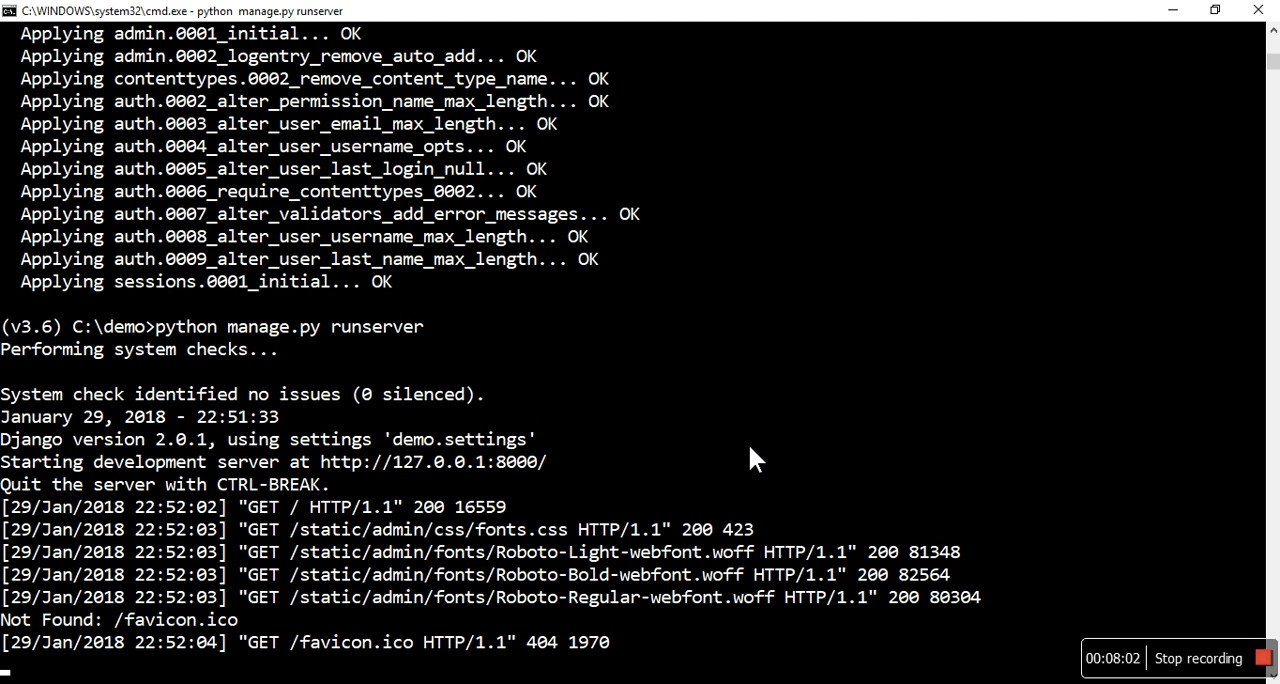 C:\WINDOWS\system32\cmd.exe - python  manage.py runserver
Applying admin.0001_initial... OK
Applying admin.0002_logentry_remove_auto_add... OK
Applying contenttypes.0002_remove_content_type_name... OK
Applying auth.0002_alter_permission_name_max_length... OK
Applying auth.0003_alter_user_email_max_length... OK
Applying auth.0004_alter_user_username_opts... OK
Applying auth.0005_alter_user_last_login_null... OK
Applying auth.0006_require_contenttypes_0002... OK
Applying auth.0007_alter_validators_add_error_messages... OK
Applying auth.0008_alter_user_username_max_length... OK
Applying auth.0009_alter_user_last_name_max_length... OK
Applying sessions.0001_initial... OK
(v3.6) C:\demo>python manage.py runserver
Performing system checks...
System check identified no issues (0 silenced).
January 29, 2018 - 22:51:33
Django version 2.0.1, using settings 'demo.settings'
Starting development server at http://127.0.0.1:8000/
Quit the server with CTRL-BREAK.
[29/Jan/2018 22:52:02] "GET / HTTP/1.1" 200 16559
[29/Jan/2018 22:52:03] "GET /static/admin/css/fonts.css HTTP/1.1" 200 423
[29/Jan/2018 22:52:03] "GET /static/admin/fonts/Roboto-Light-webfont.woff HTTP/1.1" 200 81348
[29/Jan/2018 22:52:03] "GET /static/admin/fonts/Roboto-Bold-webfont.woff HTTP/1.1" 200 82564
[29/Jan/2018 22:52:03] "GET /static/admin/fonts/Roboto-Regular-webfont.woff HTTP/1.1" 200 80304
Not Found: /favicon.ico
[29/Jan/2018 22:52:04] "GET /favicon.ico HTTP/1.1" 404 1970
00:08:02 Stop recording